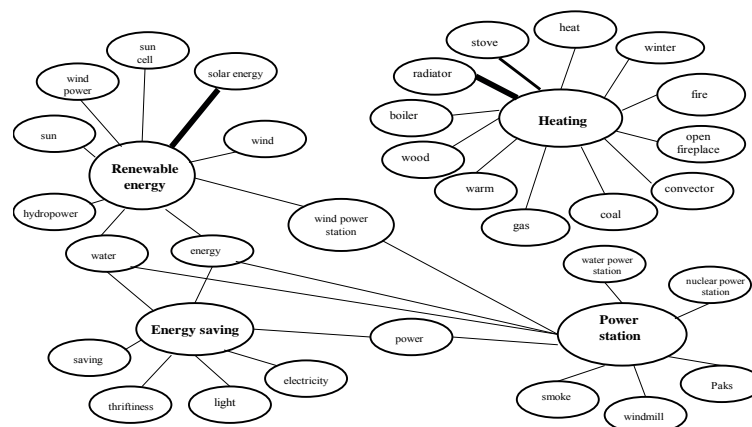 sun
cell
heat
stove
winter
solar energy
wind
power
radiator
fire
boiler
Heating
sun
wind
open
fireplace
wood
Renewable
energy
warm
convector
hydropower
gas
coal
wind power
station
water
energy
water power
station
nuclear power
station
Energy saving
power
Power
station
saving
electricity
Paks
smoke
thriftiness
light
windmill